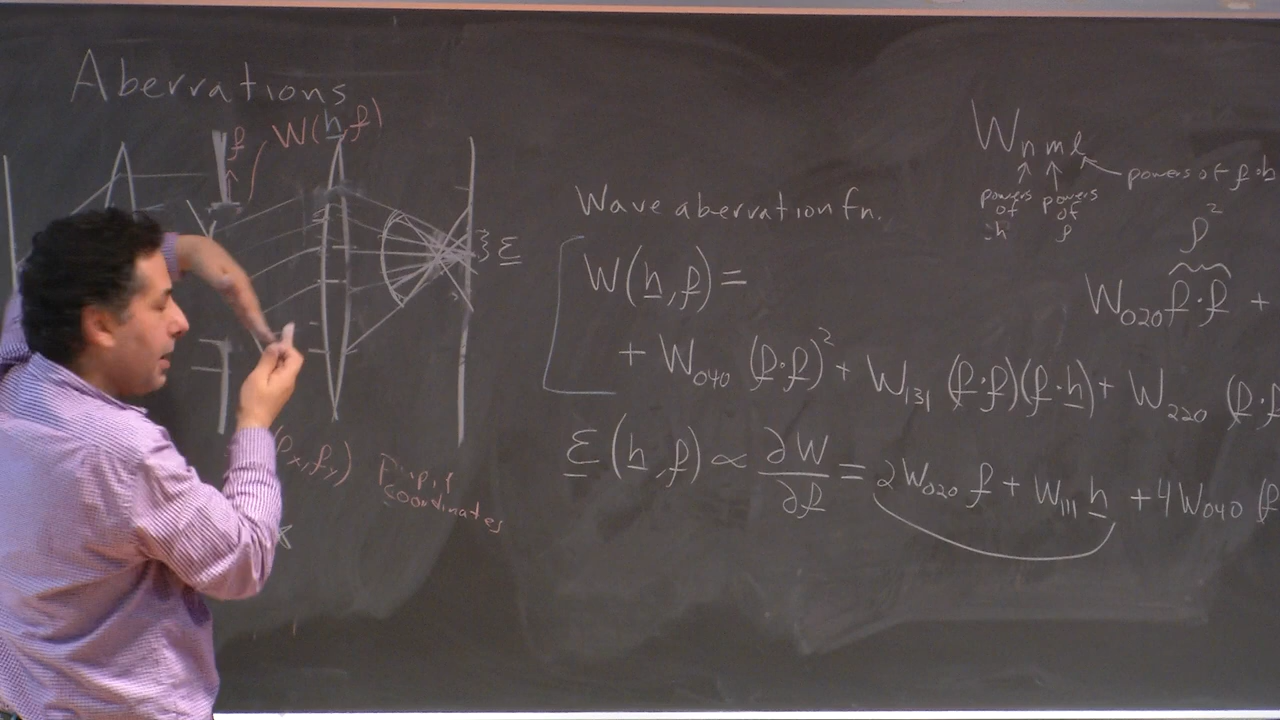 Aberrations
ρ
W(h, ρ)
ε
(ρx, ρy) Pupil
coordinates
Wave aberration fn.
W(h, ρ) =
+ W040 (ρ·ρ)² + W131 (ρ·ρ)(ρ·h) + W220 (ρ·ρ
ε(h, ρ) ∝ ∂W/∂ρ = 2W020 ρ + W111 h + 4W040 (ρ
Wnml
powers of h
powers of ρ
powers of ρ·h
ρ²
W020 ρ·ρ +